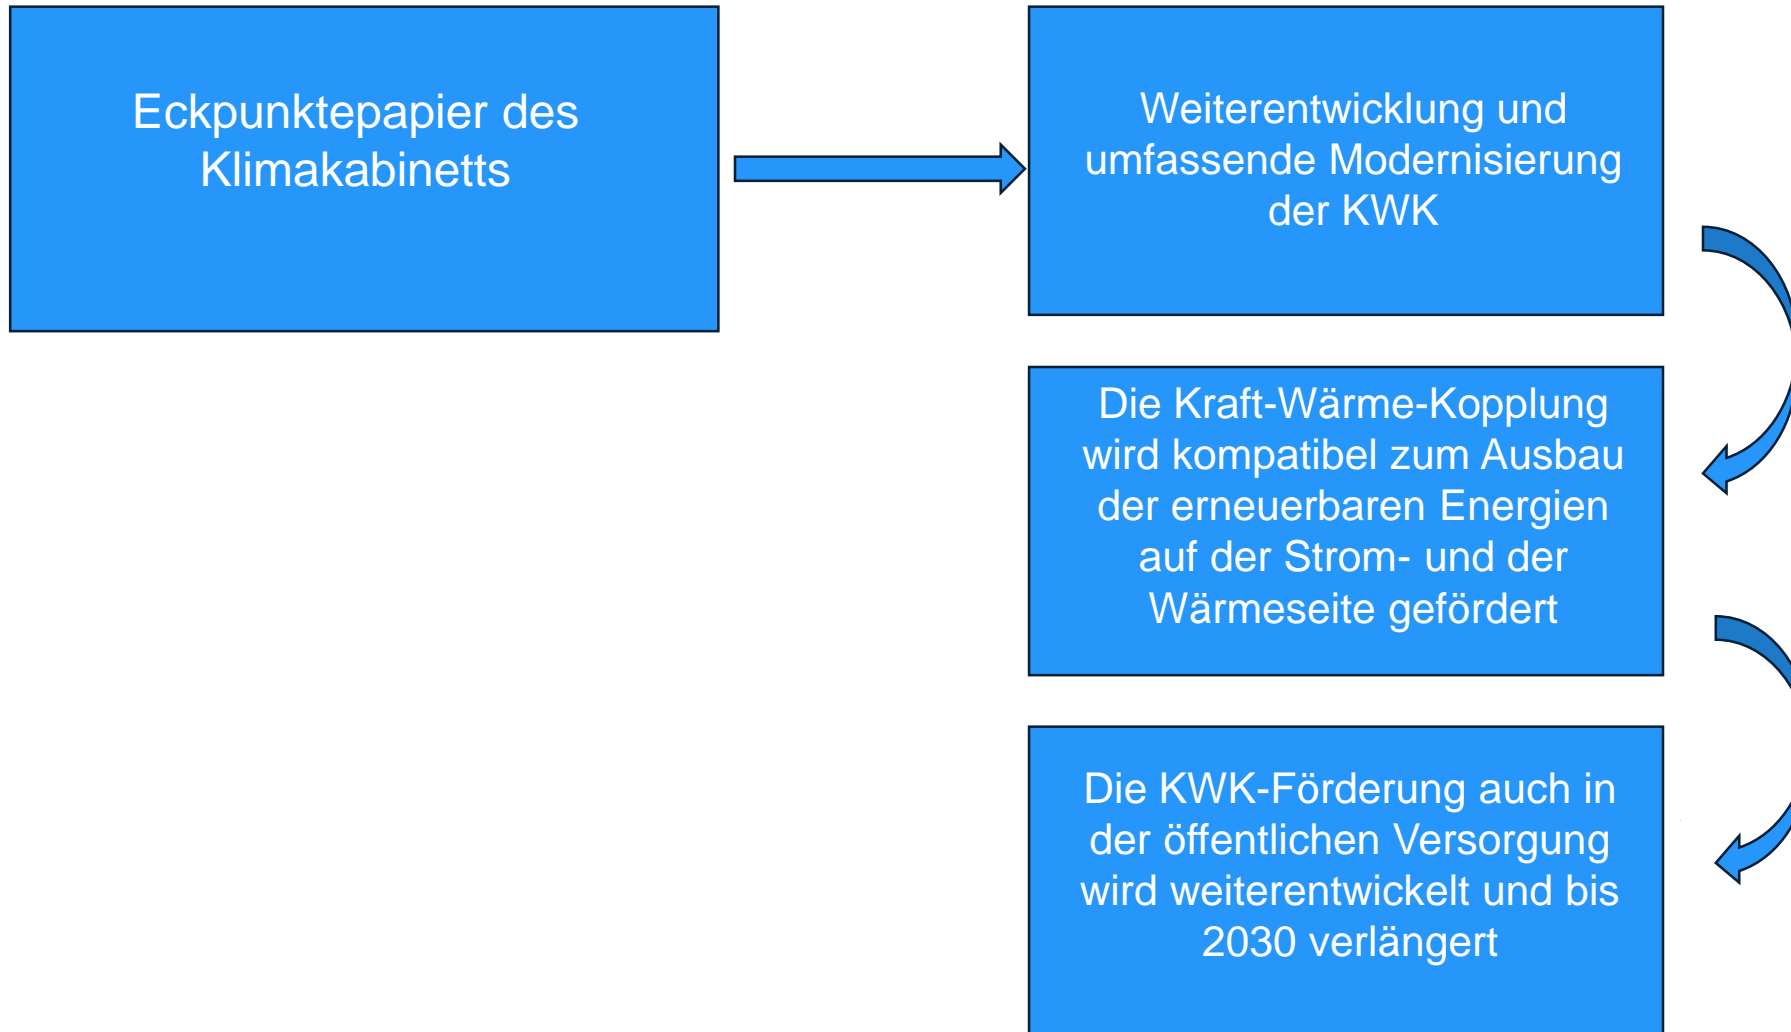 Eckpunktepapier des
Klimakabinetts
Weiterentwicklung und
umfassende Modernisierung
der KWK
Die Kraft-Wärme-Kopplung
wird kompatibel zum Ausbau
der erneuerbaren Energien
auf der Strom- und der
Wärmeseite gefördert
Die KWK-Förderung auch in
der öffentlichen Versorgung
wird weiterentwickelt und bis
2030 verlängert